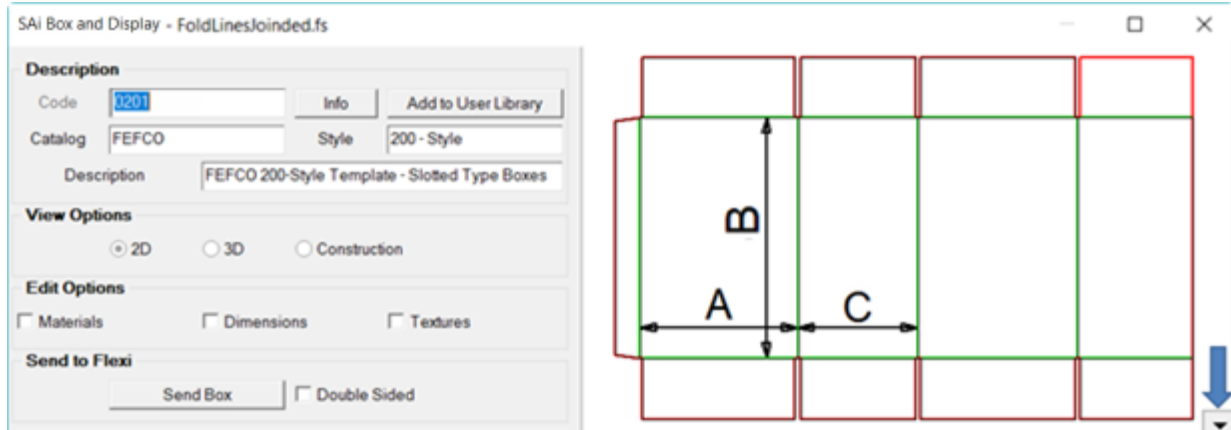 SAi Box and Display - FoldLinesJoinded.fs
Description
Code 0201 Info Add to User Library
Catalog FEFCO Style 200 - Style
Description FEFCO 200-Style Template - Slotted Type Boxes
View Options
2D 3D Construction
Edit Options
Materials Dimensions Textures
Send to Flexi
Send Box Double Sided
B
A C